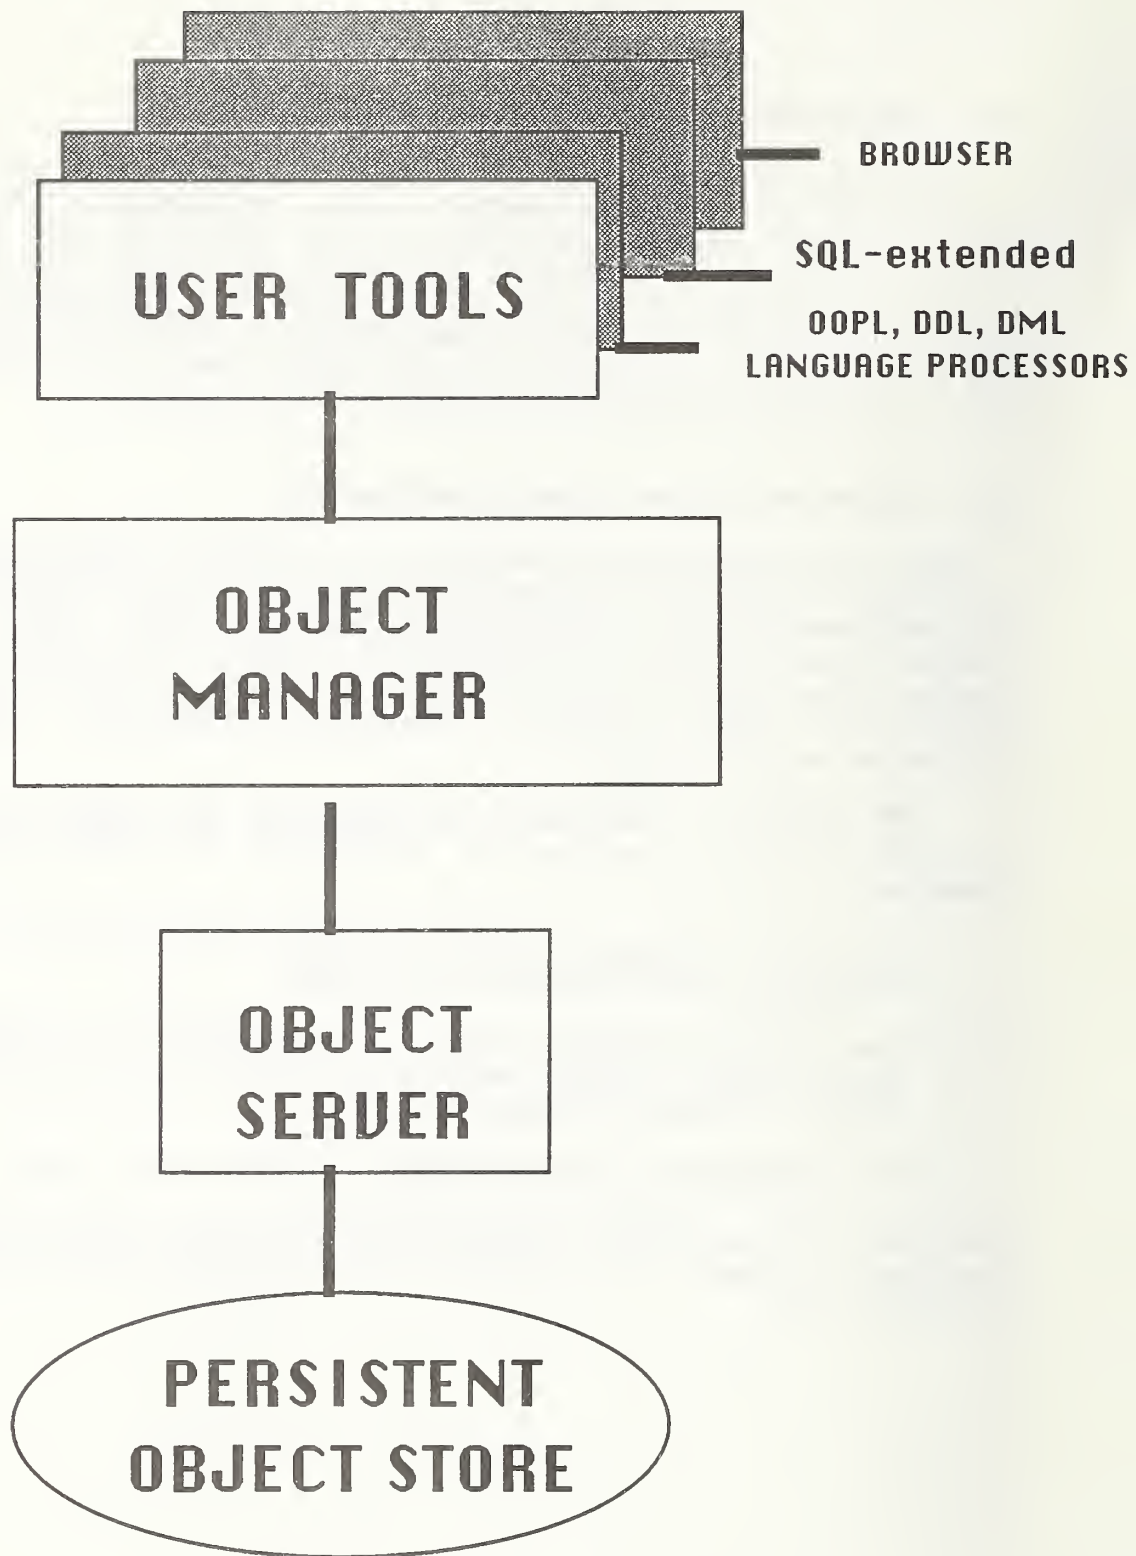 BROWSER
SQL-extended
USER TOOLS
OOPL, DDL, DML
LANGUAGE PROCESSORS
OBJECT
MANAGER
OBJECT
SERVER
PERSISTENT
OBJECT STORE